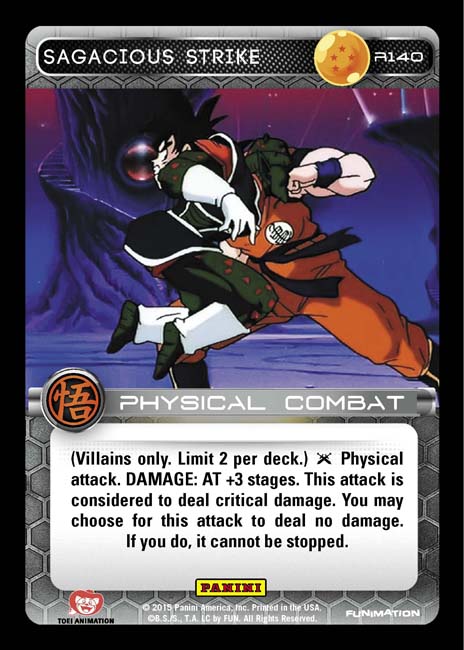 SAGACIOUS STRIKE R140
悟 PHYSICAL COMBAT
(Villains only. Limit 2 per deck.) Physical
attack. DAMAGE: AT +3 stages. This attack is
considered to deal critical damage. You may
choose for this attack to deal no damage.
If you do, it cannot be stopped.
PANINI
TOEI ANIMATION
© 2015 Panini America, Inc. Printed in the USA.
©B.S./S., T.A. LC by FUN. All Rights Reserved.
FUNIMATION